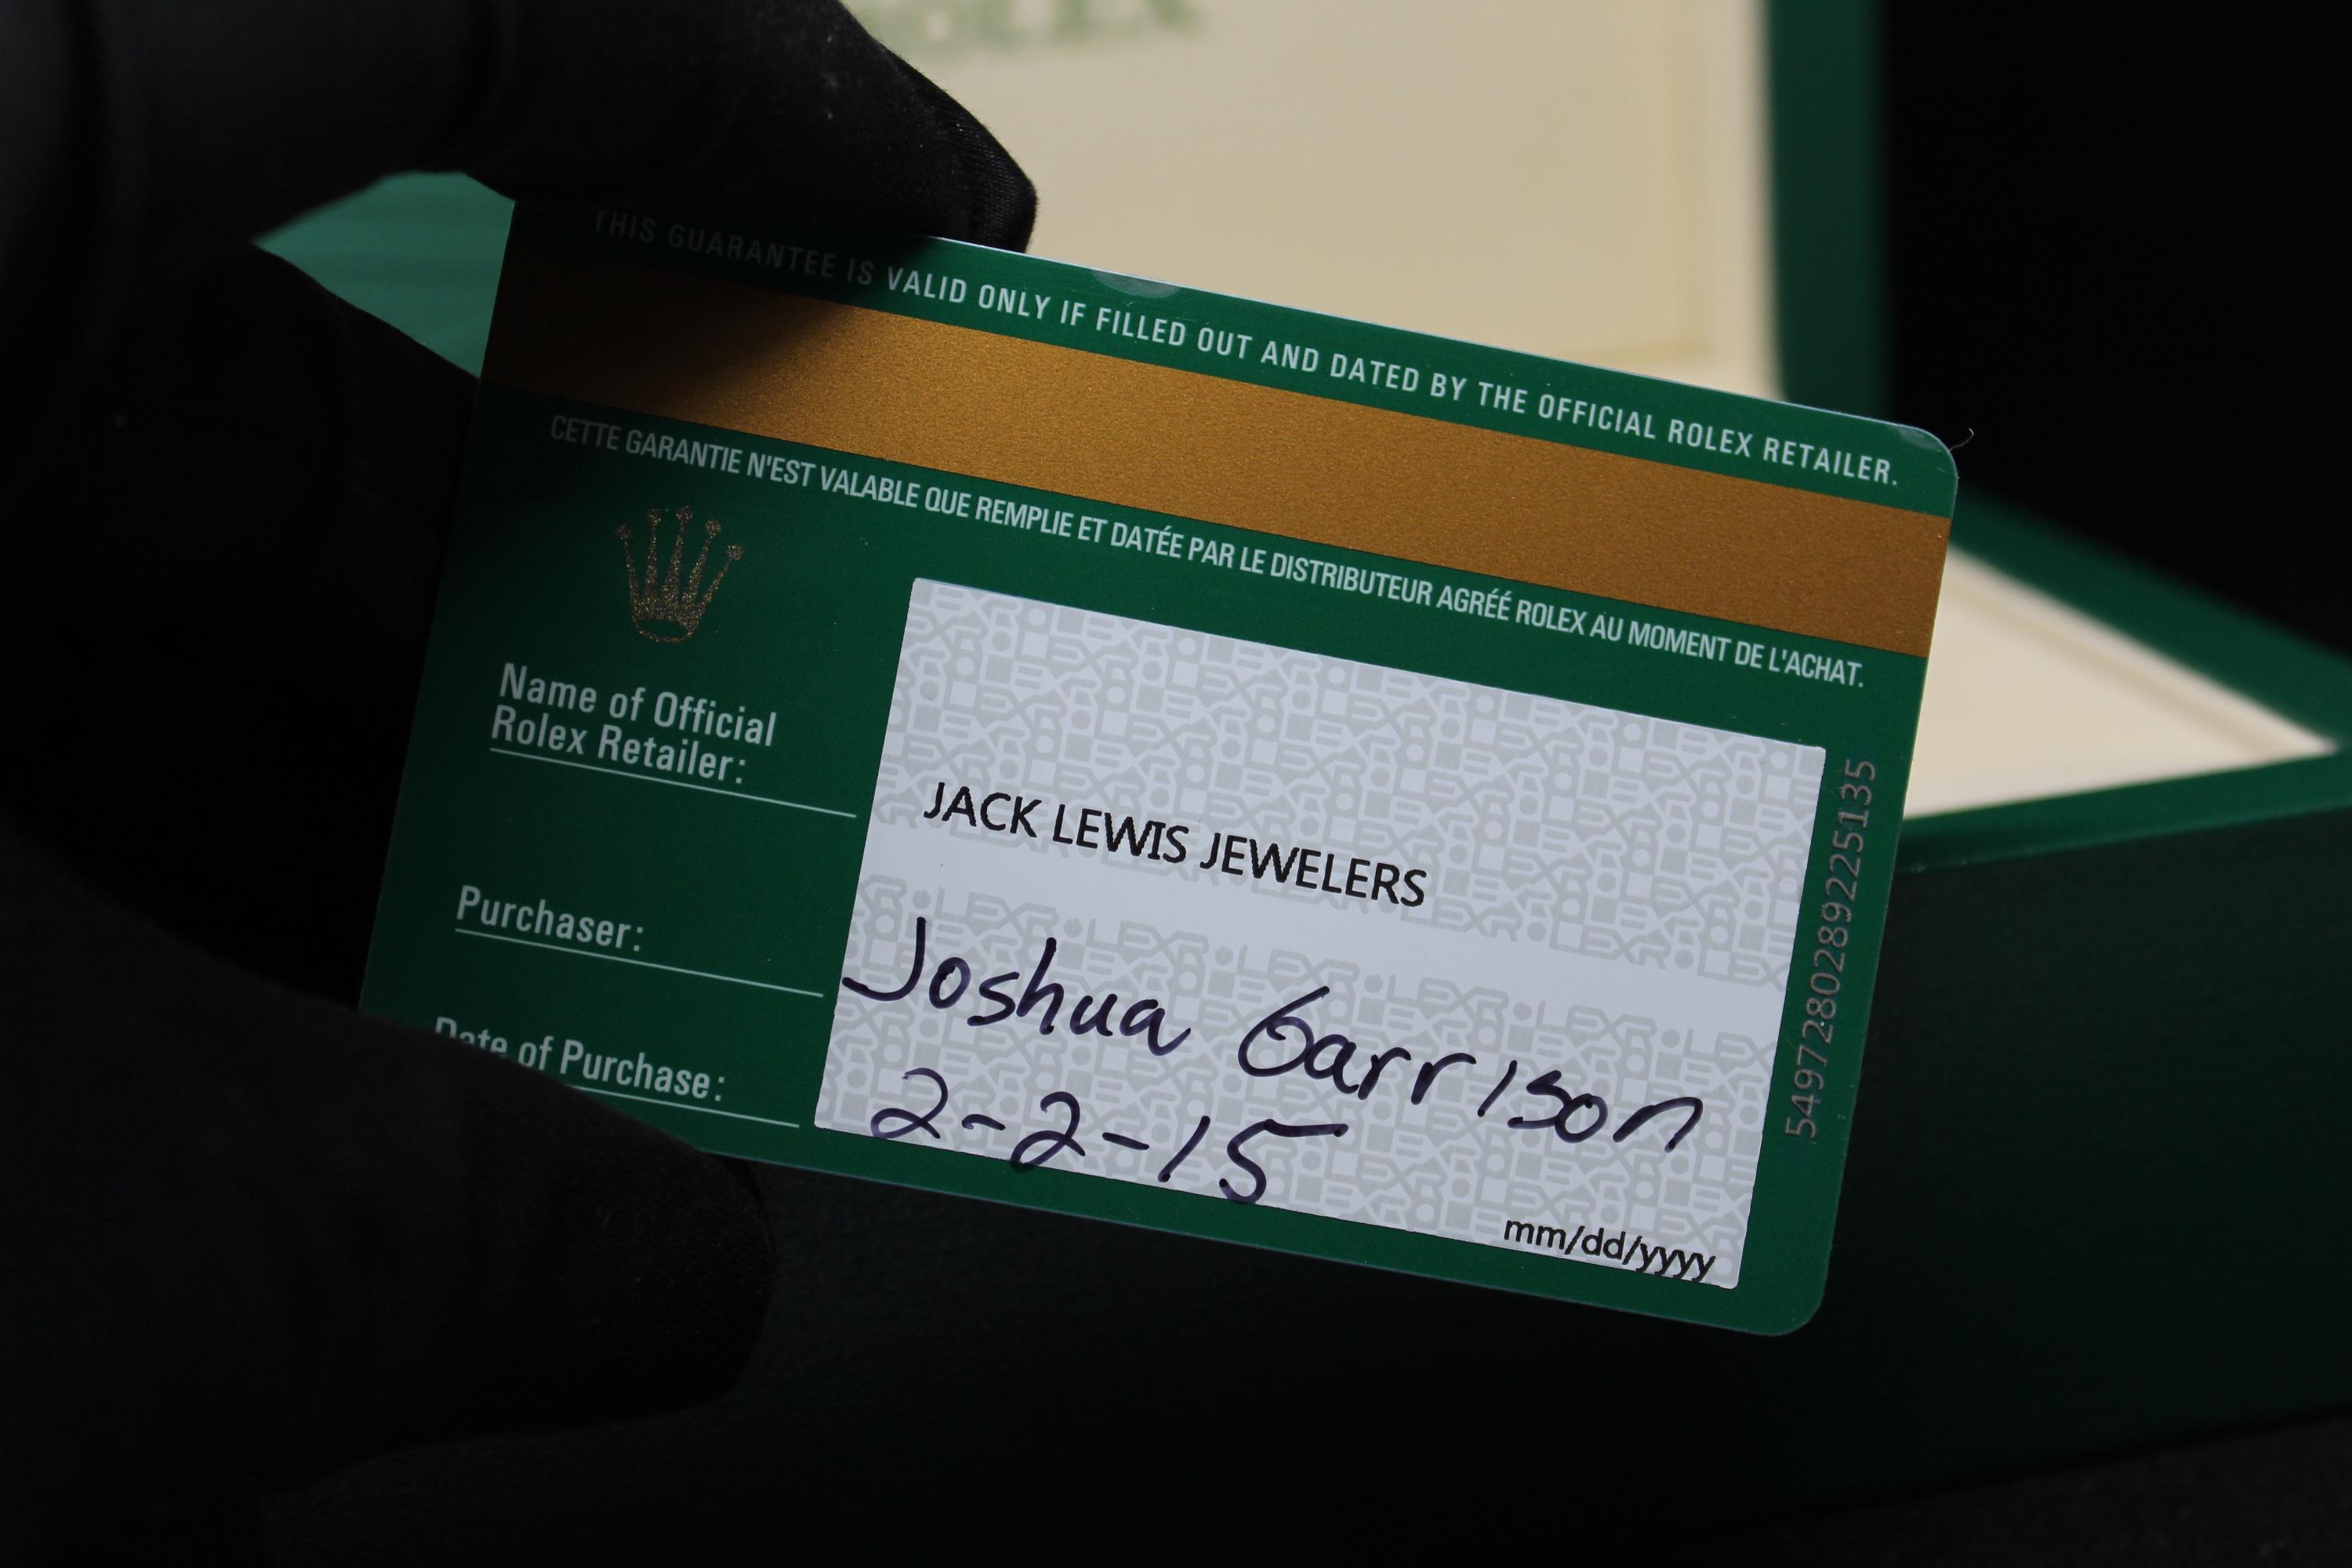 ROLEX
THIS GUARANTEE IS VALID ONLY IF FILLED OUT AND DATED BY THE OFFICIAL ROLEX RETAILER.
CETTE GARANTIE N'EST VALABLE QUE REMPLIE ET DATÉE PAR LE DISTRIBUTEUR AGRÉÉ ROLEX AU MOMENT DE L'ACHAT.
Name of Official
Rolex Retailer:
JACK LEWIS JEWELERS
Purchaser:
Joshua Garrison
Date of Purchase:
2-2-15
mm/dd/yyyy
5497280289225135